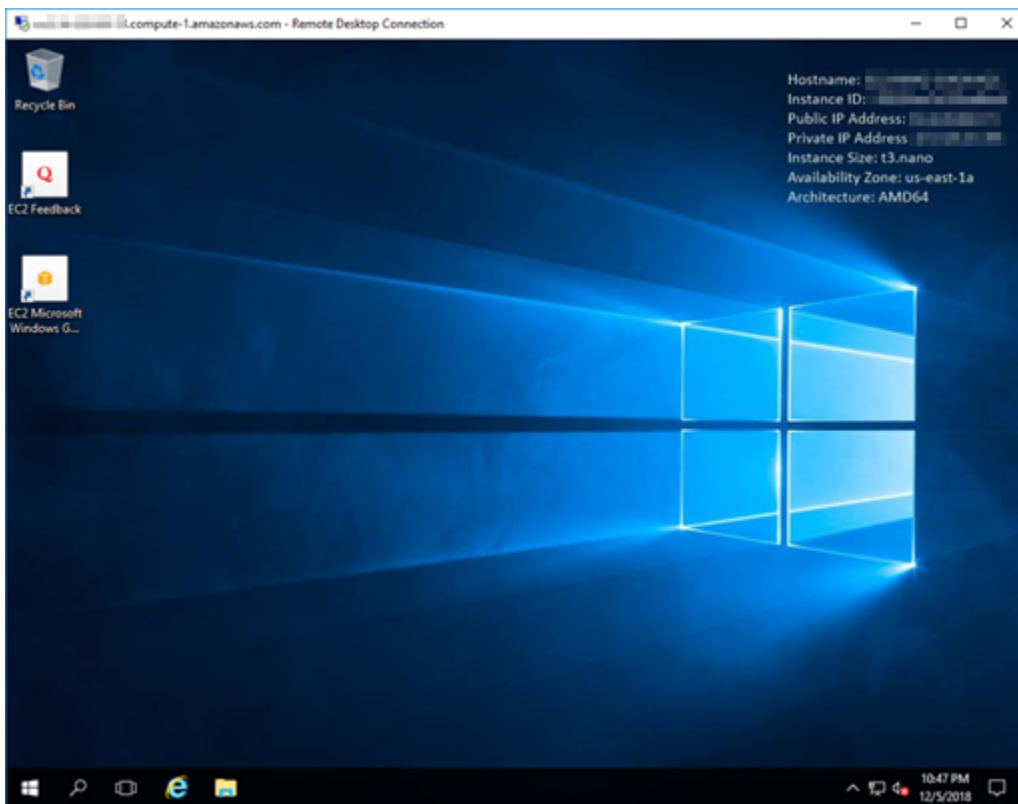 .compute-1.amazonaws.com - Remote Desktop Connection
Recycle Bin
EC2 Feedback
EC2 Microsoft
Windows G...
Hostname:
Instance ID:
Public IP Address:
Private IP Address
Instance Size: t3.nano
Availability Zone: us-east-1a
Architecture: AMD64
10:47 PM
12/5/2018